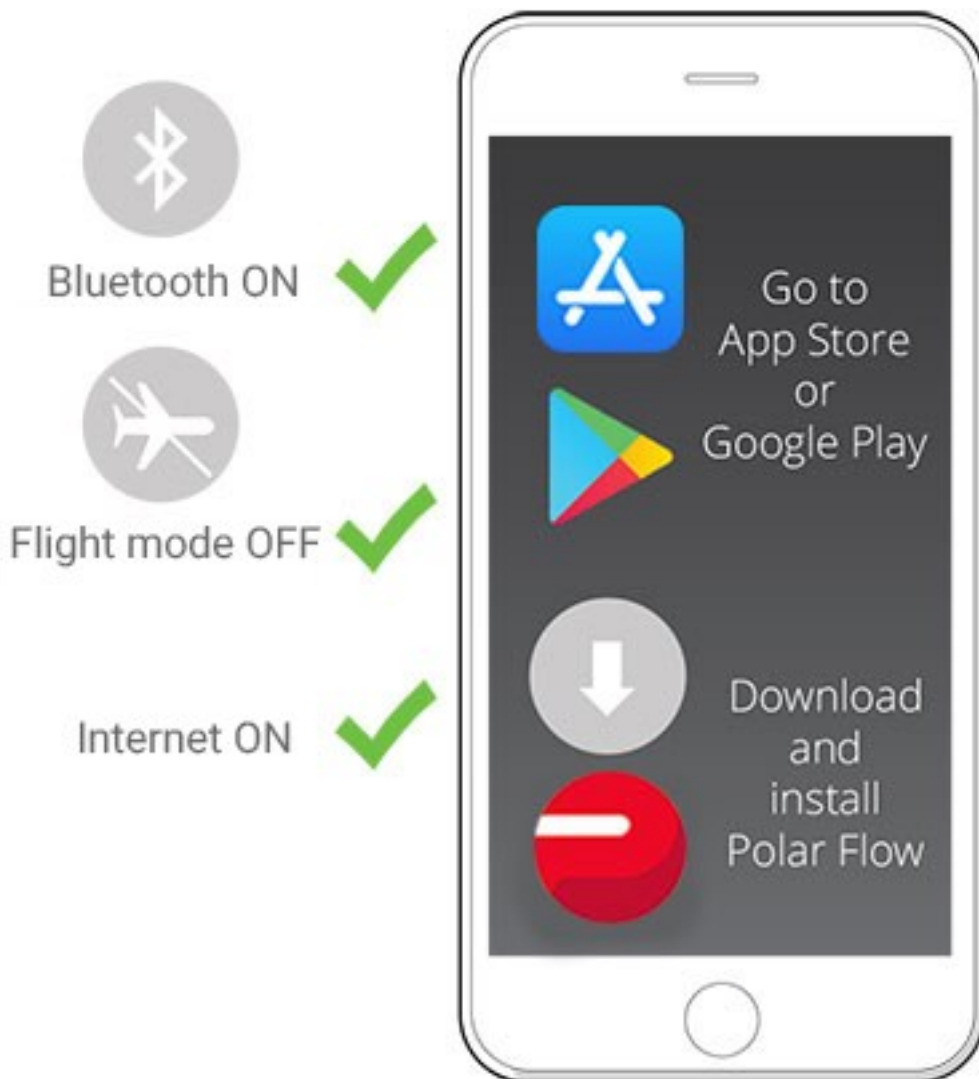 Bluetooth ON
Flight mode OFF
Internet ON
Go to
App Store
or
Google Play
Download
and
install
Polar Flow